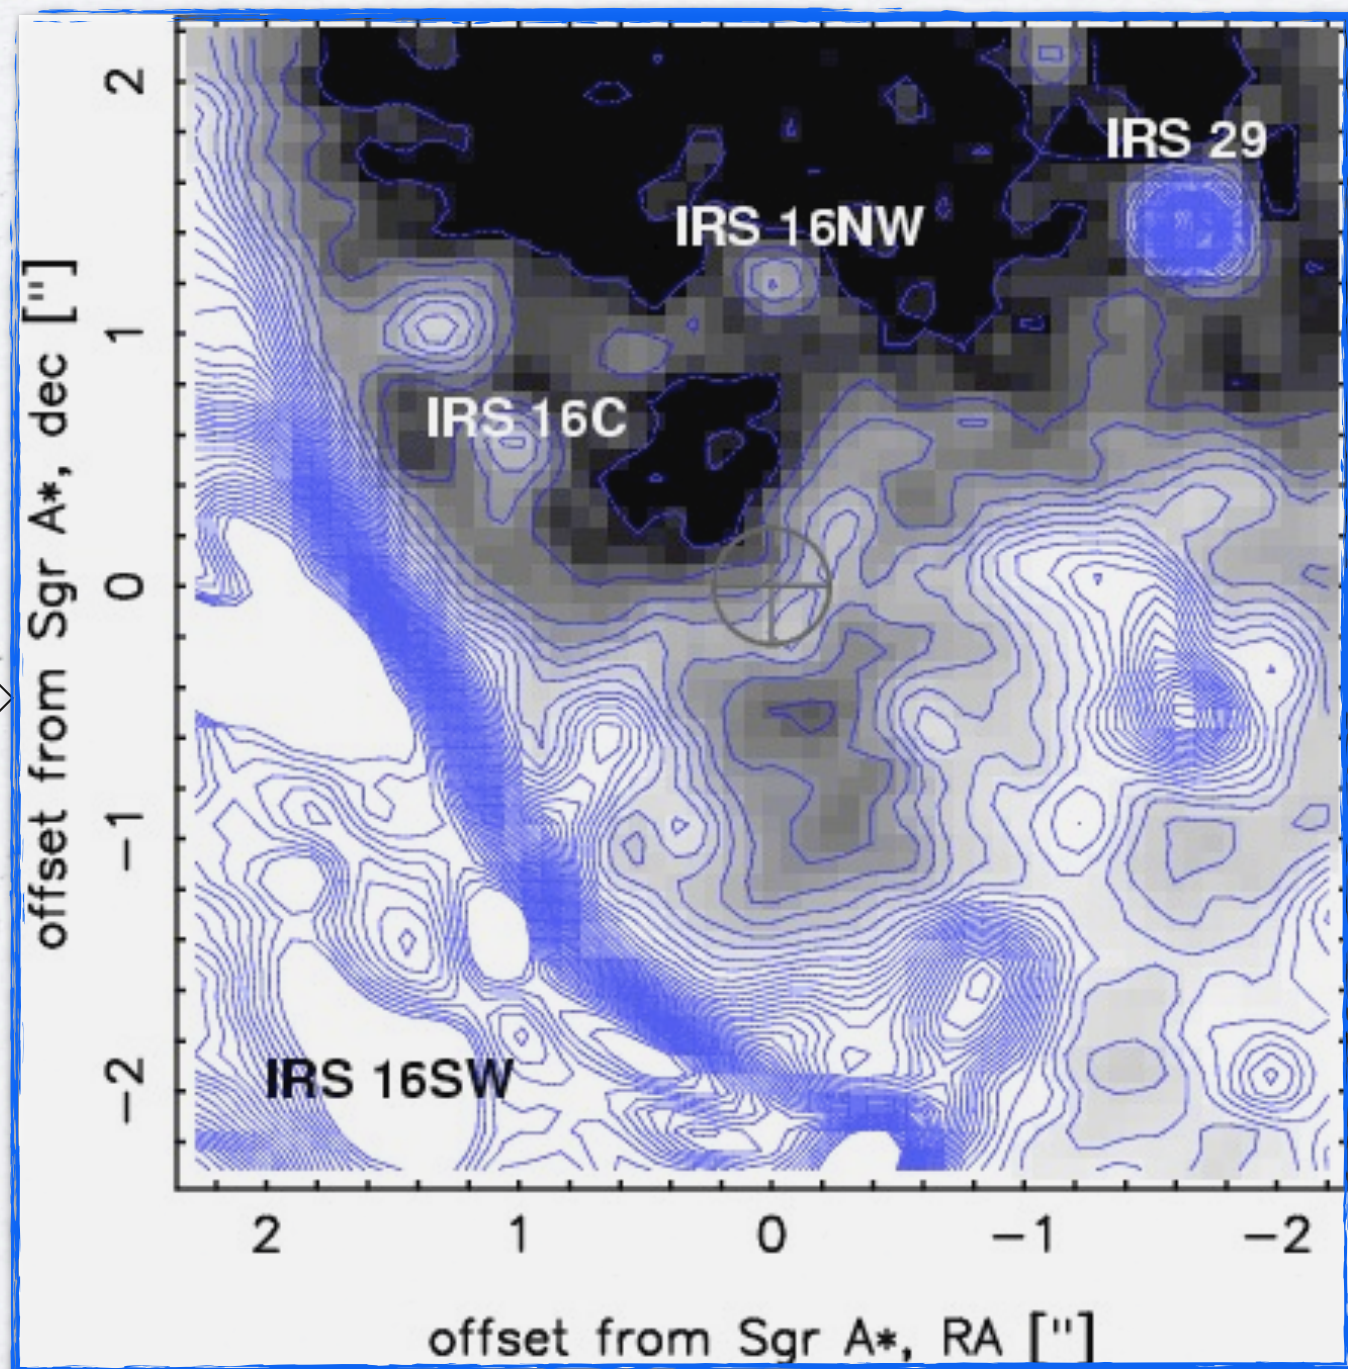 2
IRS 29
IRS 16NW
1
IRS 16C
0
−1
−2
IRS 16SW
offset from Sgr A*, dec ["]
2 1 0 −1 −2
offset from Sgr A*, RA ["]